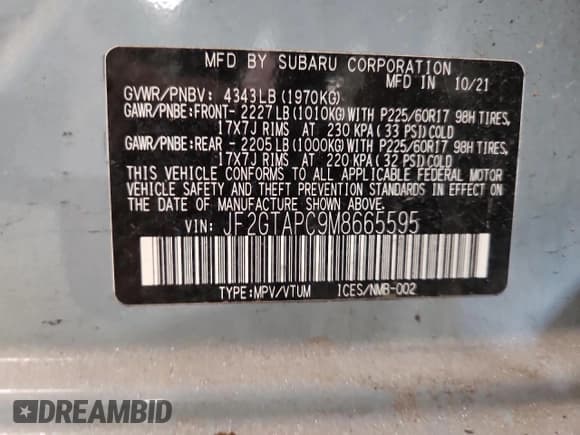 MFD BY SUBARU CORPORATION
MFD IN 10/21
GVWR/PNBV: 4343LB(1970KG)
GAWR/PNBE:FRONT- 2227LB(1010KG)WITH P225/60R17 98H TIRES,
17X7J RIMS AT 230 KPA(33 PSI)COLD
GAWR/PNBE:REAR - 2205LB(1000KG)WITH P225/60R17 98H TIRES,
17X7J RIMS AT 220 KPA(32 PSI)COLD
THIS VEHICLE CONFORMS TO ALL APPLICABLE FEDERAL MOTOR
VEHICLE SAFETY AND THEFT PREVENTION STANDARDS IN EFFECT ON
THE DATE OF MANUFACTURE SHOWN ABOVE.
VIN: JF2GTAPC9M8665595
TYPE:MPV/VTUM ICES/NMB-002
DREAMBID